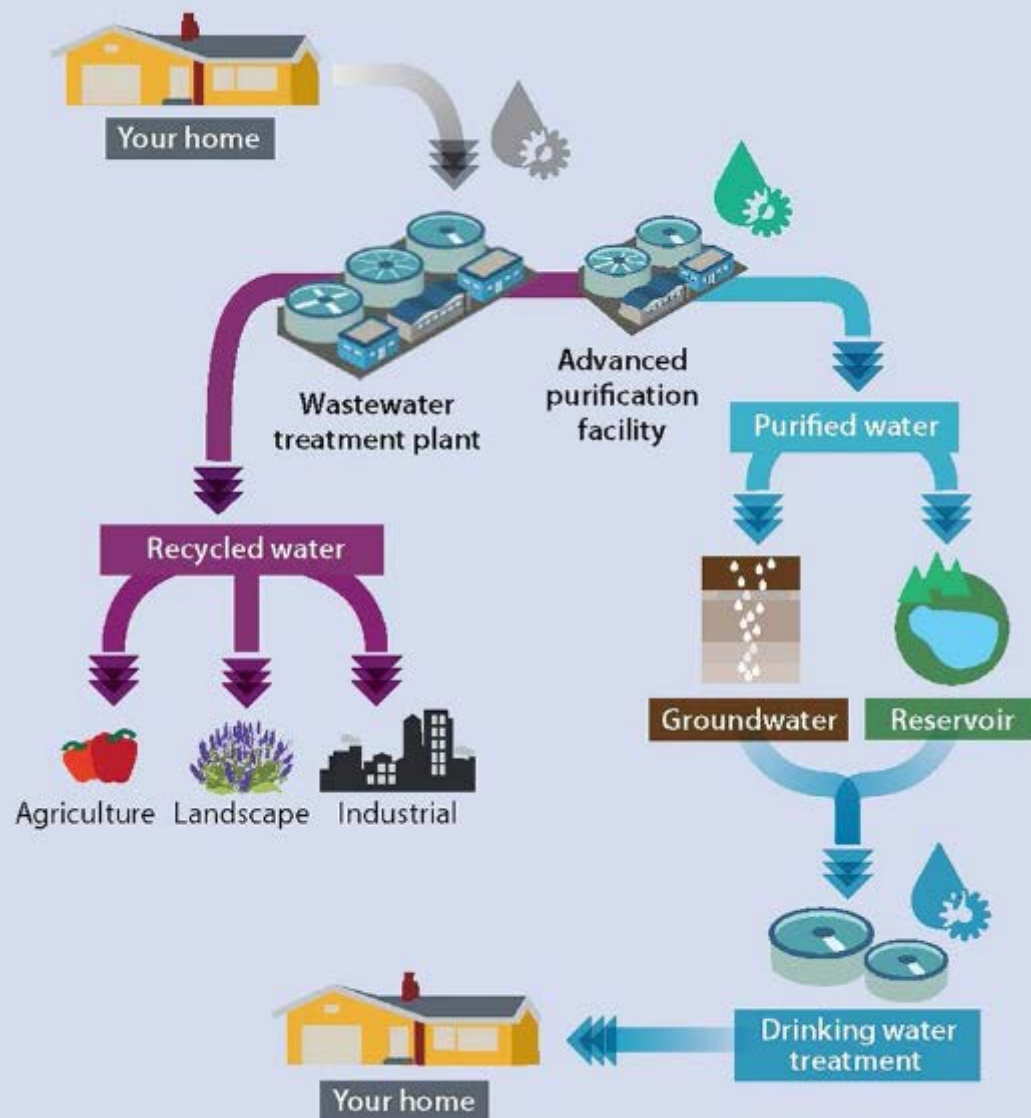 Your home
Wastewater
treatment plant
Advanced
purification
facility
Purified water
Recycled water
Groundwater
Reservoir
Agriculture
Landscape
Industrial
Drinking water
treatment
Your home